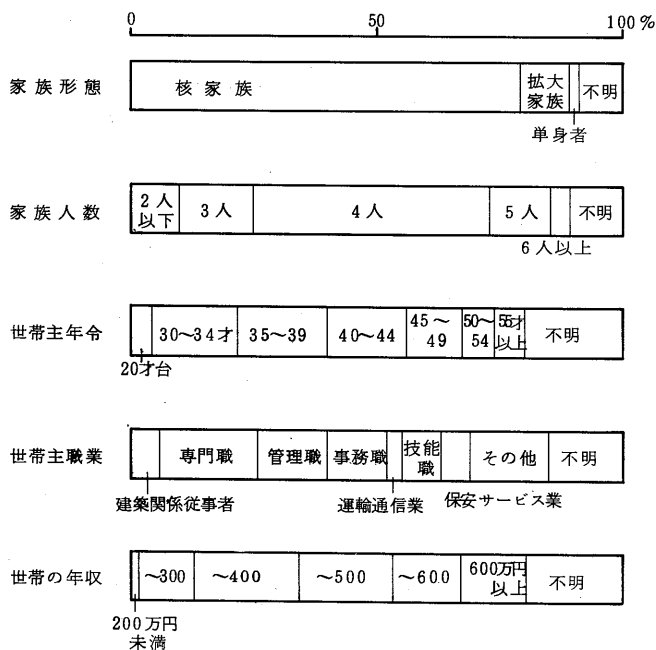 0 50 100%
家族形態 核家族 拡大家族 不明
単身者
家族人数 2人以下 3人 4人 5人 不明
6人以上
世帯主年令 30〜34才 35〜39 40〜44 45〜49 50〜54 55才以上 不明
20才台
世帯主職業 専門職 管理職 事務職 技能職 その他 不明
建築関係従事者 運輸通信業 保安サービス業
世帯の年収 〜300 〜400 〜500 〜600 600万円以上 不明
200万円
未満